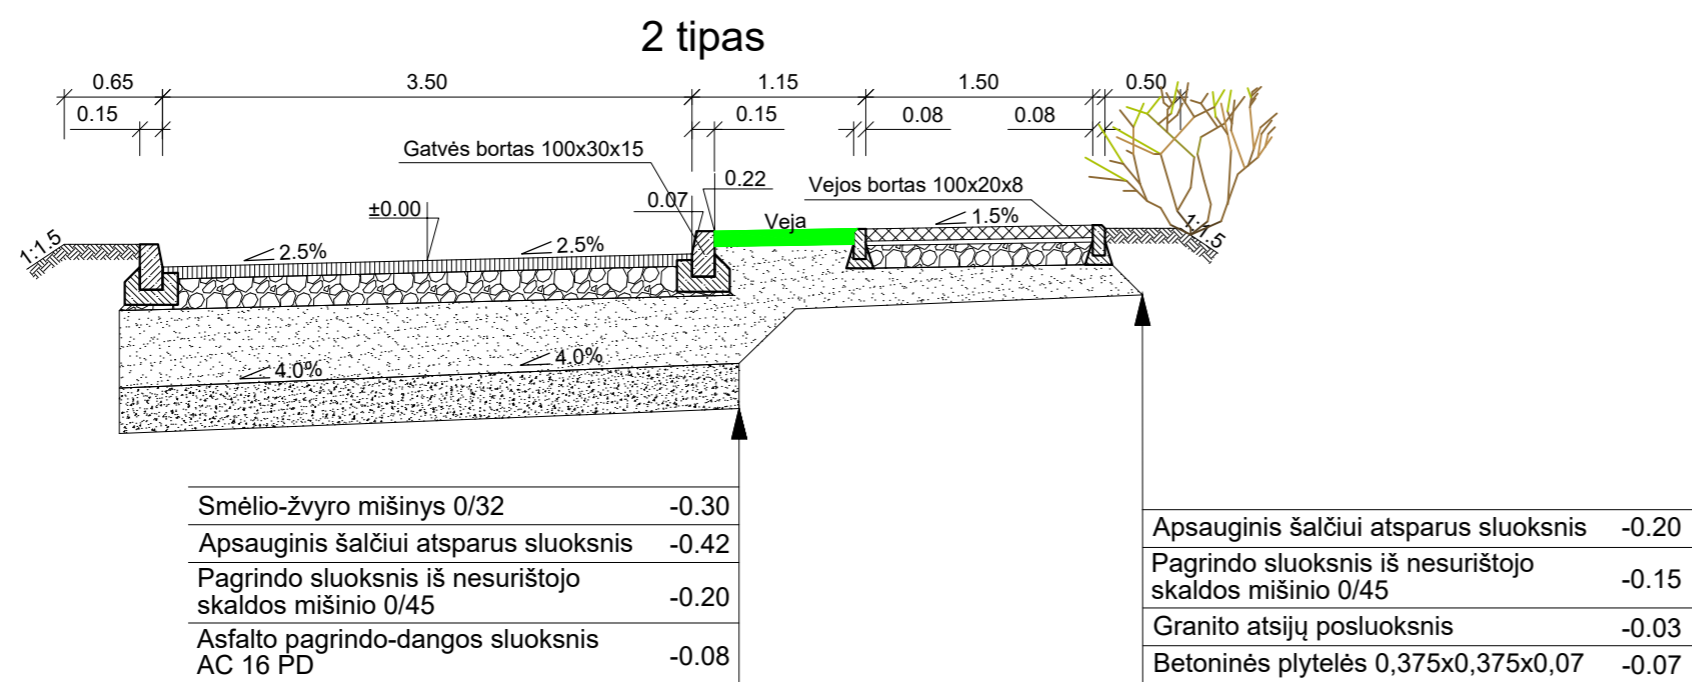 2 tipas
0.65 3.50 1.15 1.50 0.50
0.15 0.15 0.08 0.08
Gatvės bortas 100x30x15
0.22
Vejos bortas 100x20x8
0.07
±0.00
Veja
1.5%
1:1.5
2.5%
2.5%
1:1.5
4.0%
4.0%
Smėlio-žvyro mišinys 0/32 -0.30
Apsauginis šalčiui atsparus sluoksnis -0.42
Pagrindo sluoksnis iš nesurištojo
skaldos mišinio 0/45 -0.20
Asfalto pagrindo-dangos sluoksnis
AC 16 PD -0.08
Apsauginis šalčiui atsparus sluoksnis -0.20
Pagrindo sluoksnis iš nesurištojo
skaldos mišinio 0/45 -0.15
Granito atsijų posluoksnis -0.03
Betoninės plytelės 0,375x0,375x0,07 -0.07